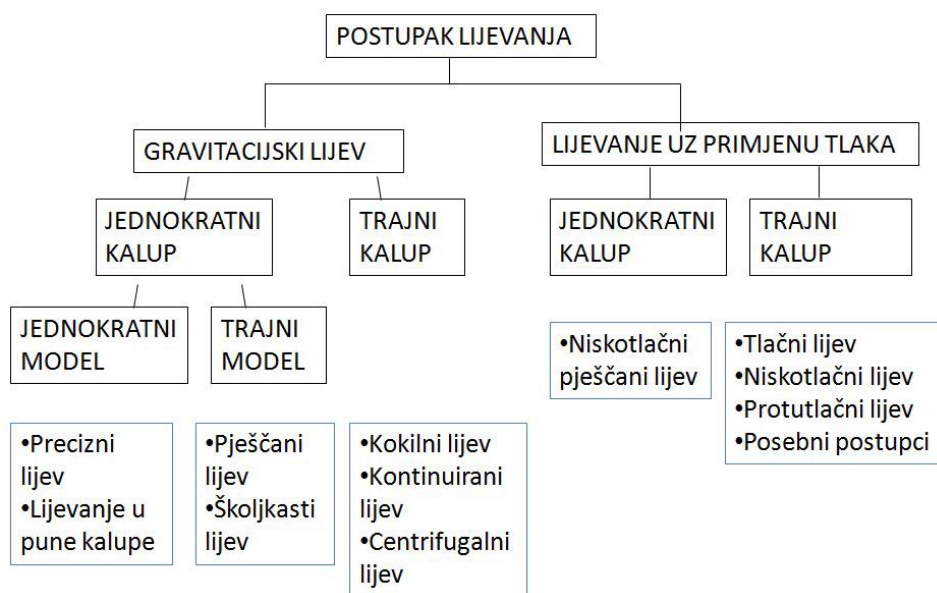 POSTUPAK LIJEVANJA
GRAVITACIJSKI LIJEV
LIJEVANJE UZ PRIMJENU TLAKA
JEDNOKRATNI
KALUP
TRAJNI
KALUP
JEDNOKRATNI
KALUP
TRAJNI
KALUP
JEDNOKRATNI
MODEL
TRAJNI
MODEL
•Niskotlačni
pješčani lijev
•Tlačni lijev
•Niskotlačni lijev
•Protutlačni lijev
•Posebni postupci
•Precizni
lijev
•Lijevanje u
pune kalupe
•Pješčani
lijev
•Školjkasti
lijev
•Kokilni lijev
•Kontinuirani
lijev
•Centrifugalni
lijev